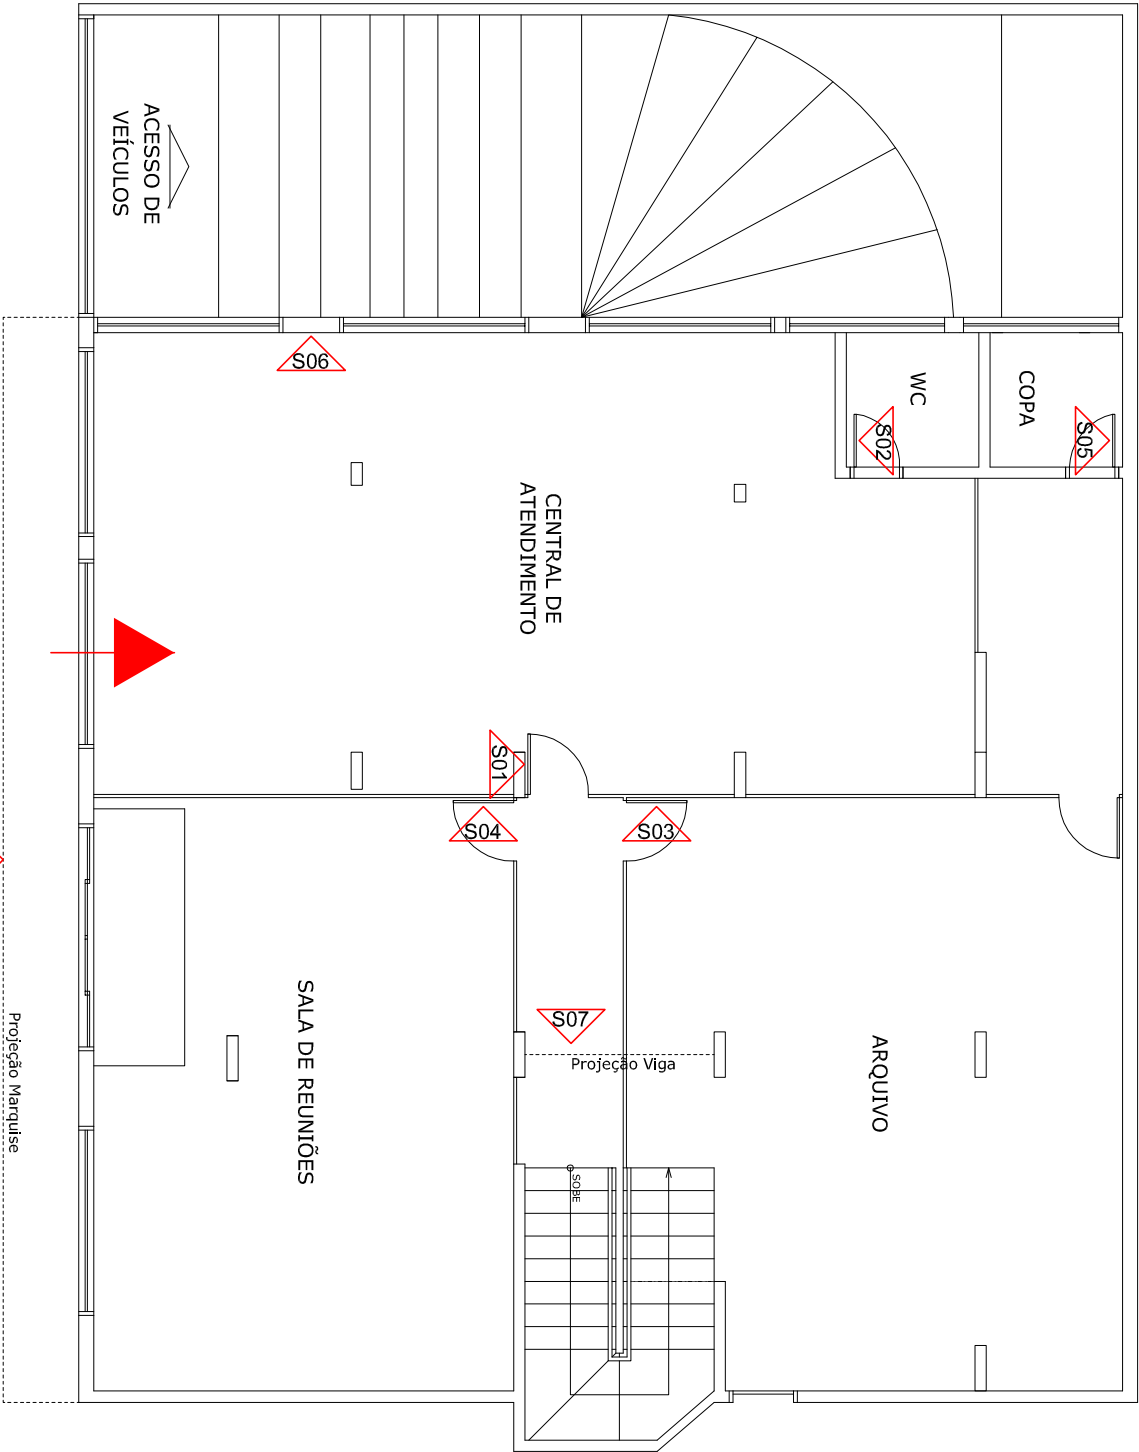 ACESSO DE
VEÍCULOS
S06
WC
COPA
S02
S05
CENTRAL DE
ATENDIMENTO
S01
S04
S03
SALA DE REUNIÕES
S07
Projeção Viga
ARQUIVO
Projeção Marquise
SOBE